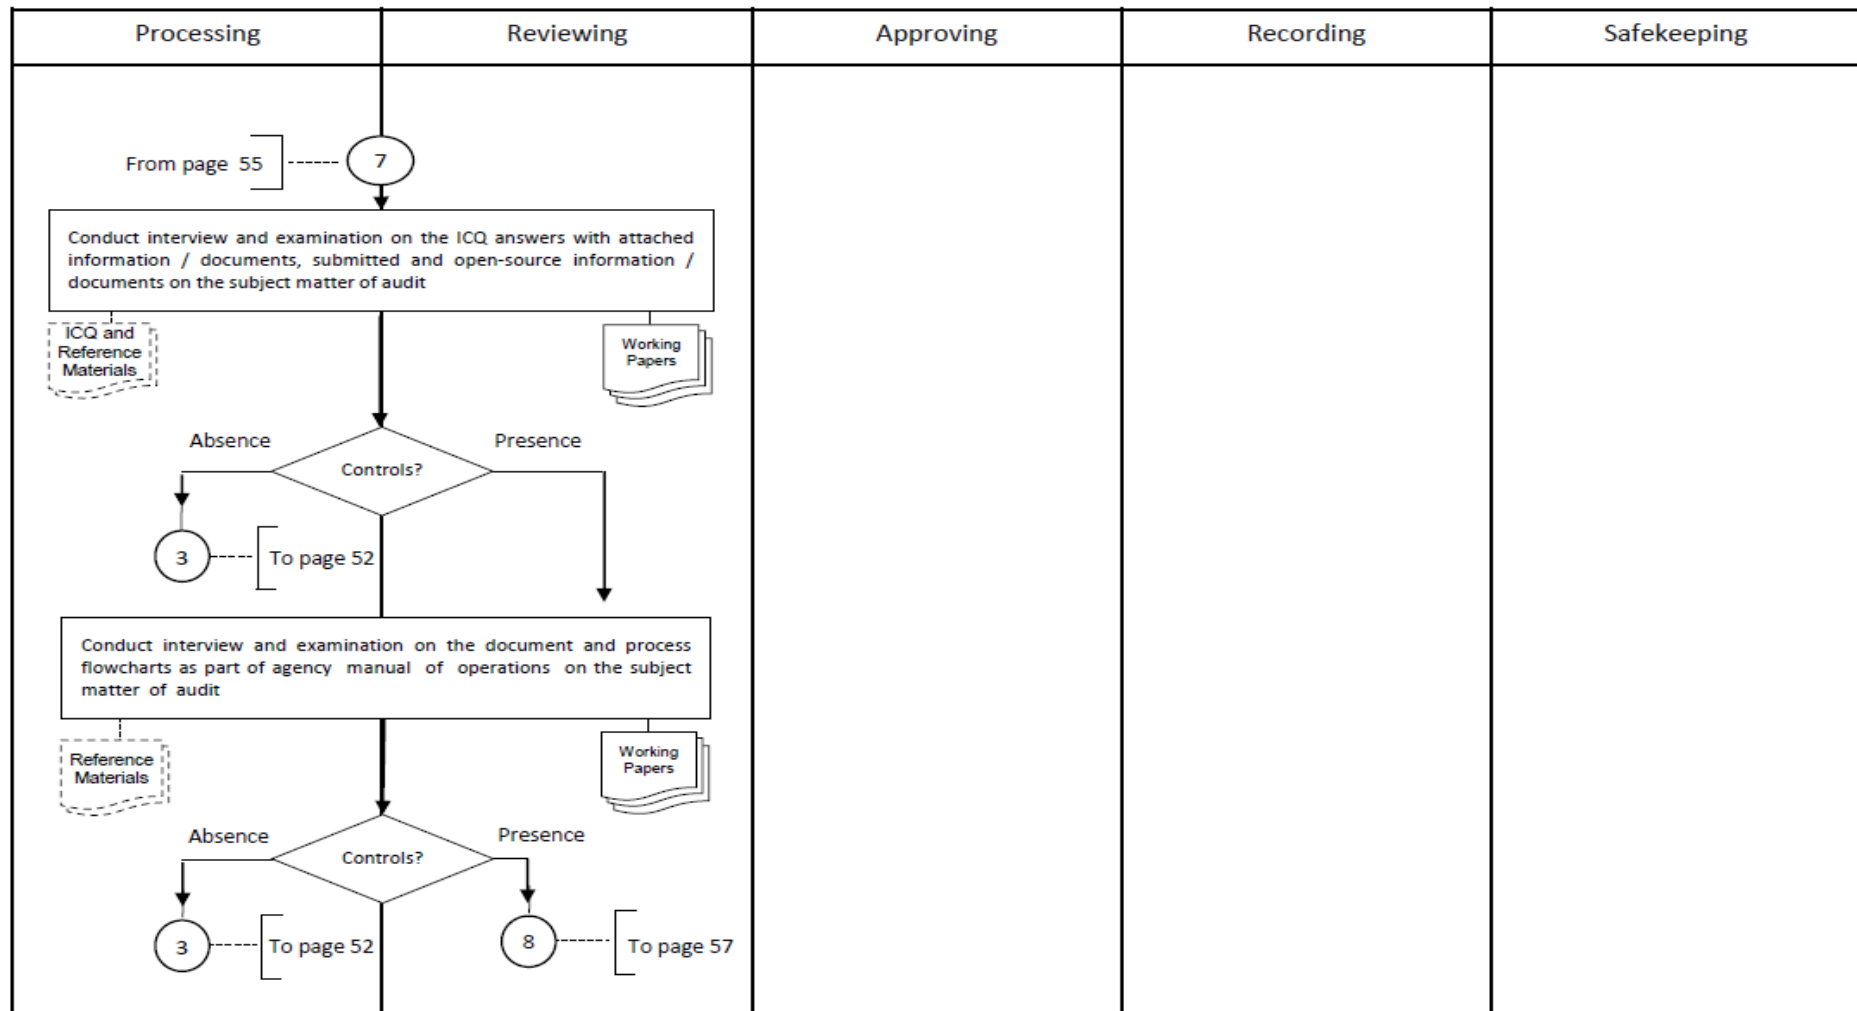 Processing
Reviewing
Approving
Recording
Safekeeping
From page 55
7
Conduct interview and examination on the ICQ answers with attached
information / documents, submitted and open-source information /
documents on the subject matter of audit
ICQ and
Reference
Materials
Working
Papers
Absence
Presence
Controls?
3
To page 52
Conduct interview and examination on the document and process
flowcharts as part of agency manual of operations on the subject
matter of audit
Reference
Materials
Working
Papers
Absence
Presence
Controls?
3
To page 52
8
To page 57